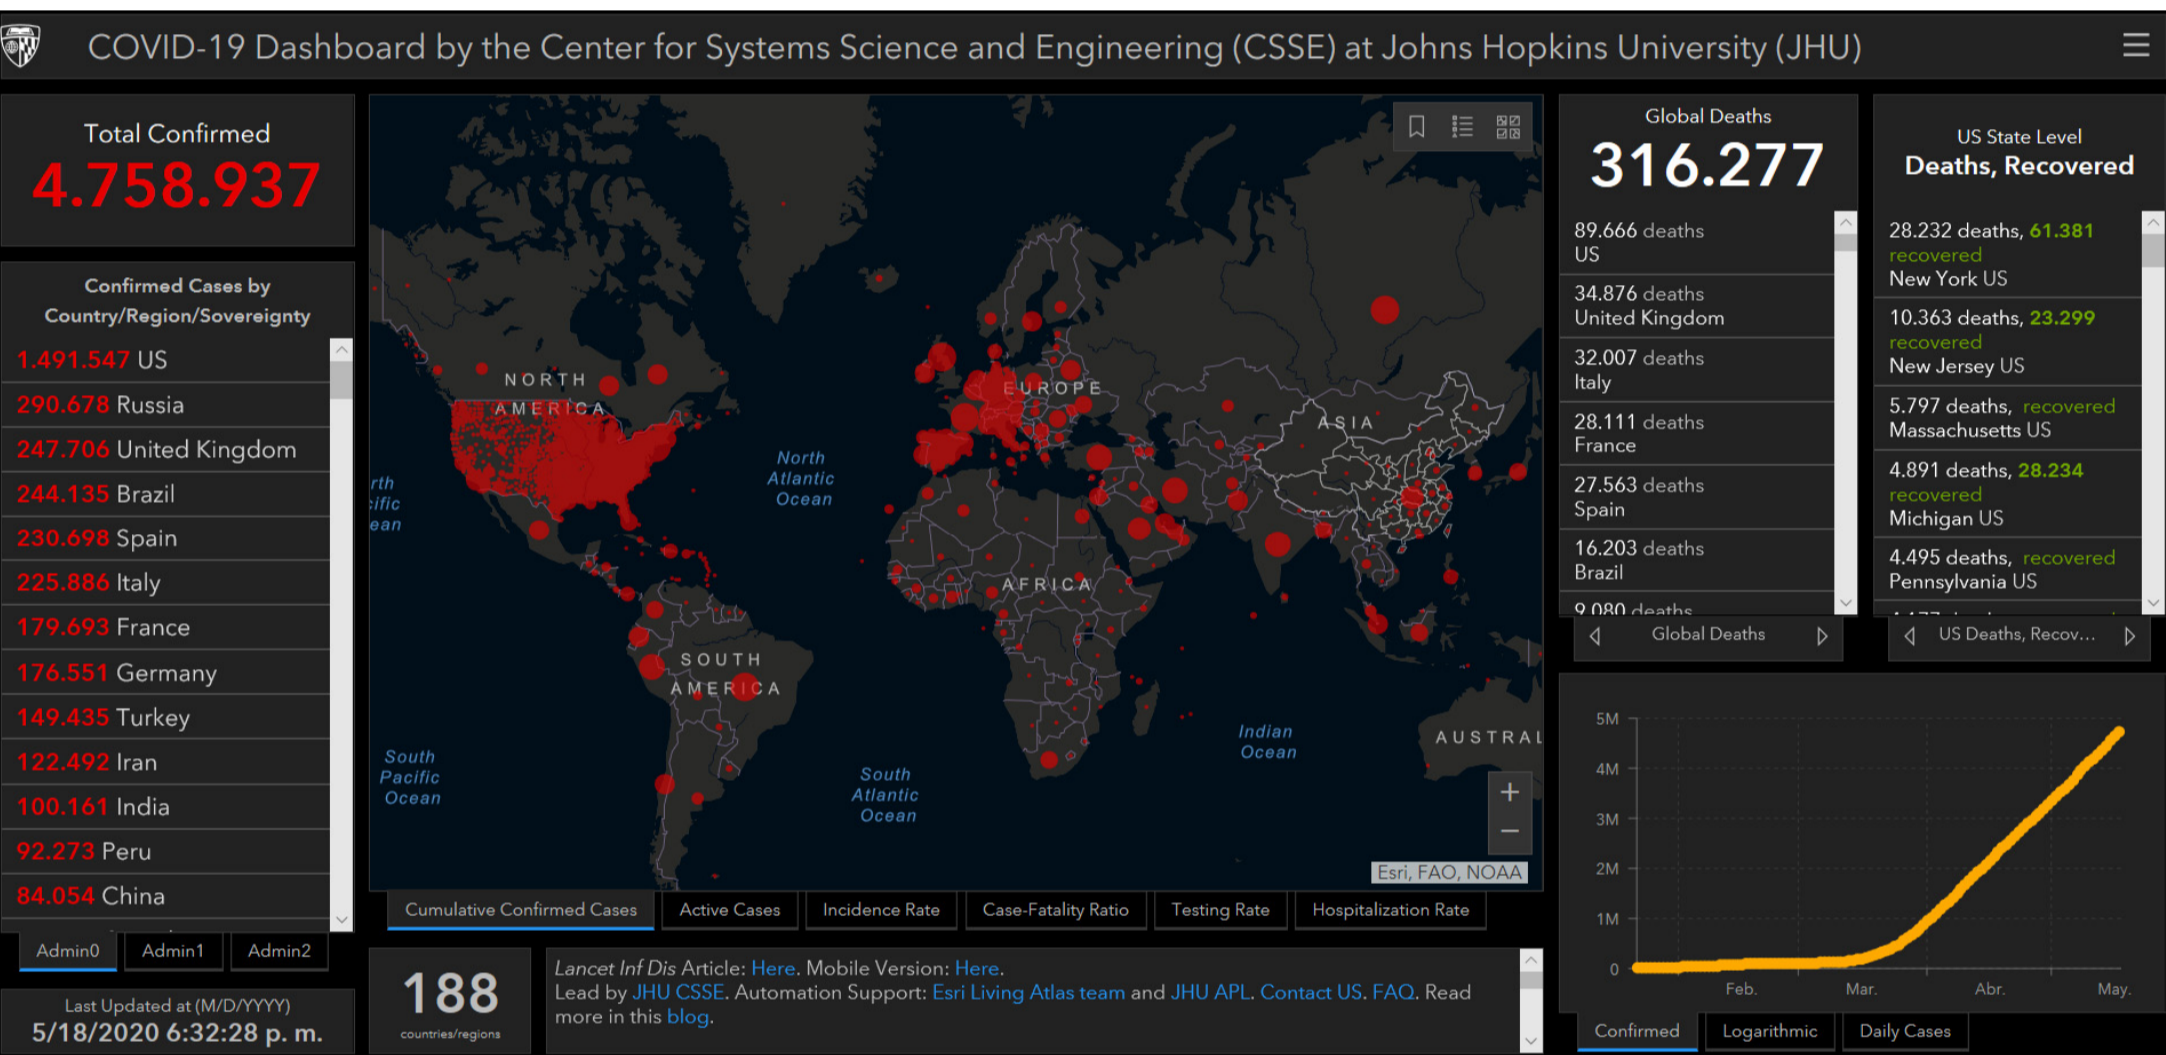 COVID-19 Dashboard by the Center for Systems Science and Engineering (CSSE) at Johns Hopkins University (JHU)
Total Confirmed
4.758.937
Confirmed Cases by
Country/Region/Sovereignty
1.491.547 US
290.678 Russia
247.706 United Kingdom
244.135 Brazil
230.698 Spain
225.886 Italy
179.693 France
176.551 Germany
149.435 Turkey
122.492 Iran
100.161 India
92.273 Peru
84.054 China
Admin0
Admin1
Admin2
Last Updated at (M/D/YYYY)
5/18/2020 6:32:28 p. m.
NORTH
AMERICA
EUROPE
ASIA
North
Atlantic
Ocean
rth
ific
ean
AFRICA
SOUTH
AMERICA
Indian
Ocean
AUSTRAL
South
Pacific
Ocean
South
Atlantic
Ocean
+
−
Esri, FAO, NOAA
Cumulative Confirmed Cases
Active Cases
Incidence Rate
Case-Fatality Ratio
Testing Rate
Hospitalization Rate
188
countries/regions
Lancet Inf Dis Article: Here. Mobile Version: Here.
Lead by JHU CSSE. Automation Support: Esri Living Atlas team and JHU APL. Contact US. FAQ. Read
more in this blog.
Global Deaths
316.277
89.666 deaths
US
34.876 deaths
United Kingdom
32.007 deaths
Italy
28.111 deaths
France
27.563 deaths
Spain
16.203 deaths
Brazil
9.080 deaths
Global Deaths
US State Level
Deaths, Recovered
28.232 deaths, 61.381
recovered
New York US
10.363 deaths, 23.299
recovered
New Jersey US
5.797 deaths, recovered
Massachusetts US
4.891 deaths, 28.234
recovered
Michigan US
4.495 deaths, recovered
Pennsylvania US
US Deaths, Recov...
5M
4M
3M
2M
1M
0
Feb.
Mar.
Abr.
May.
Confirmed
Logarithmic
Daily Cases